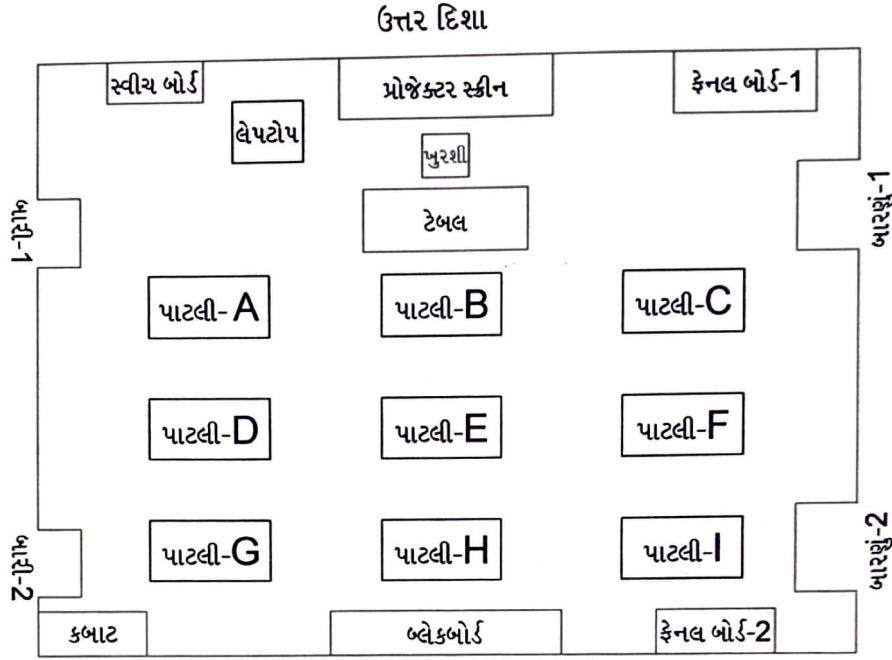 ઉત્તર દિશા
સ્વીચ બોર્ડ
પ્રોજેક્ટર સ્ક્રીન
ફેનલ બોર્ડ-1
લેપટોપ
ખુરશી
બારી-1
ટેબલ
બારણું-1
પાટલી-A
પાટલી-B
પાટલી-C
પાટલી-D
પાટલી-E
પાટલી-F
બારી-2
પાટલી-G
પાટલી-H
પાટલી-I
બારણું-2
કબાટ
બ્લેકબોર્ડ
ફેનલ બોર્ડ-2